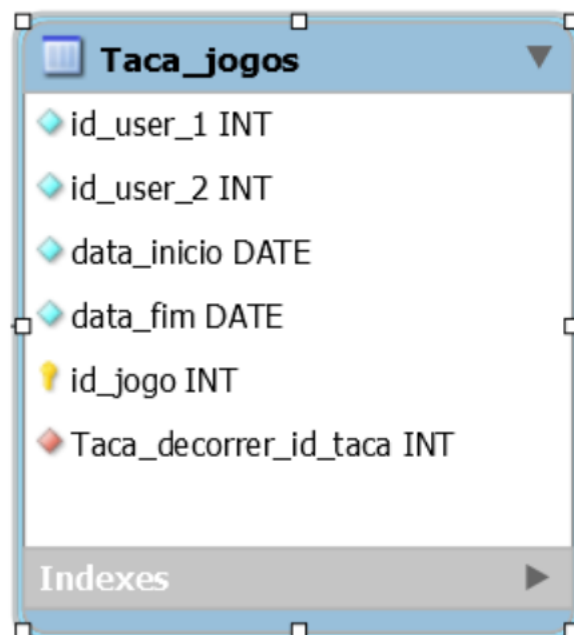 Taca_jogos
id_user_1 INT
id_user_2 INT
data_inicio DATE
data_fim DATE
id_jogo INT
Taca_decorrer_id_taca INT
Indexes